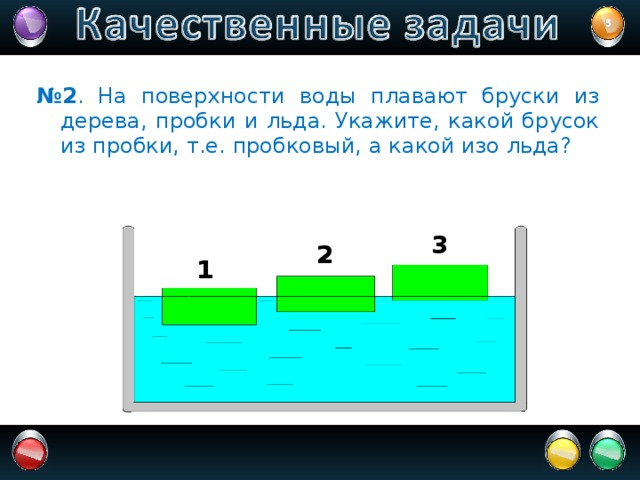 Качественные задачи
5
№2. На поверхности воды плавают бруски из
дерева, пробки и льда. Укажите, какой брусок
из пробки, т.е. пробковый, а какой изо льда?
3
2
1